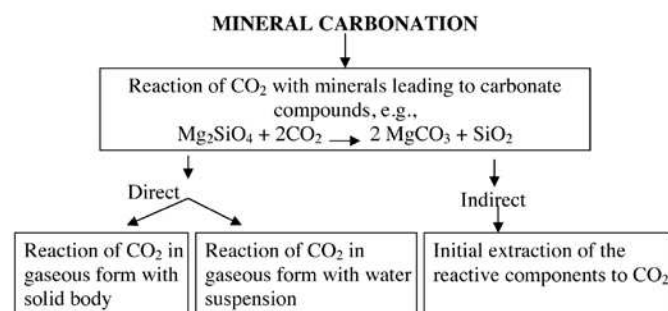 MINERAL CARBONATION
Reaction of CO₂ with minerals leading to carbonate
compounds, e.g.,
Mg₂SiO₄ + 2CO₂ → 2 MgCO₃ + SiO₂
Direct
Indirect
Reaction of CO₂ in
gaseous form with
solid body
Reaction of CO₂ in
gaseous form with water
suspension
Initial extraction of the
reactive components to CO₂